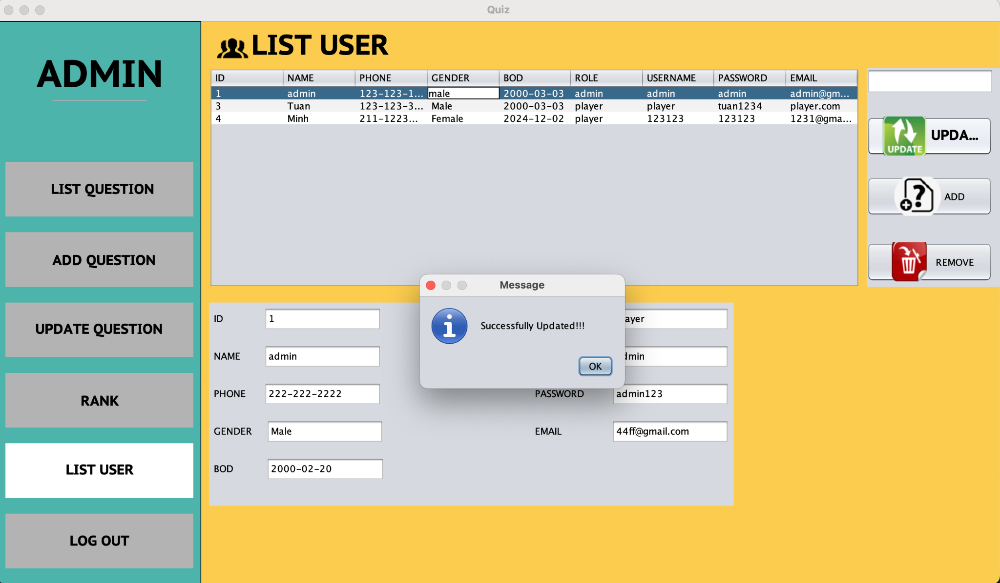 Quiz
ADMIN
LIST QUESTION
ADD QUESTION
UPDATE QUESTION
RANK
LIST USER
LOG OUT
LIST USER
ID NAME PHONE GENDER BOD ROLE USERNAME PASSWORD EMAIL
1 admin 123-123-1... male 2000-03-03 admin admin admin admin@gm...
3 Tuan 123-123-3... Male 2000-03-03 player player tuan1234 player.com
4 Minh 211-1223... Female 2024-12-02 player 123123 123123 1231@gma...
UPDATE UPDA...
ADD
REMOVE
Message
Successfully Updated!!!
OK
ID 1 ayer
NAME admin dmin
PHONE 222-222-2222 PASSWORD admin123
GENDER Male EMAIL 44ff@gmail.com
BOD 2000-02-20